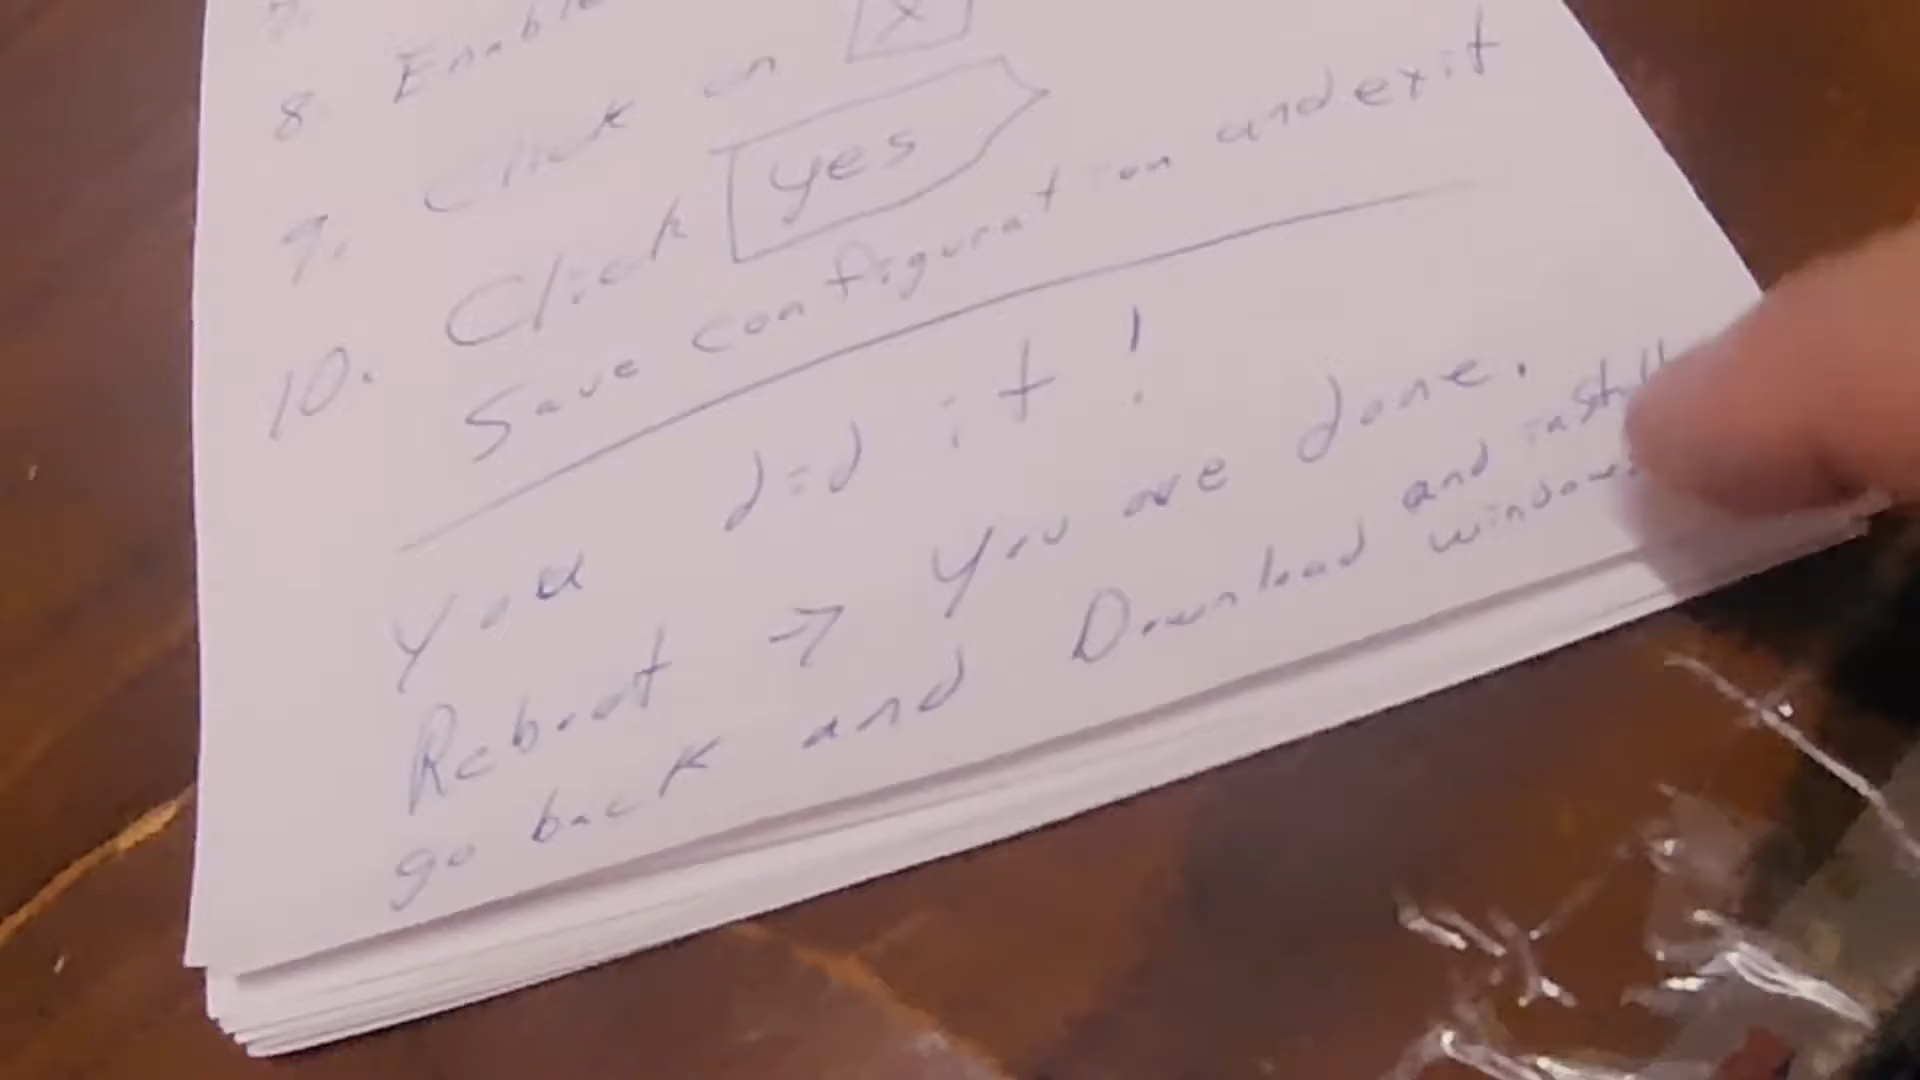 8. Enable
9. Click on X
10. Click yes
Save configuration and exit
You did it!
Reboot → You are done.
go back and Download and install
windows